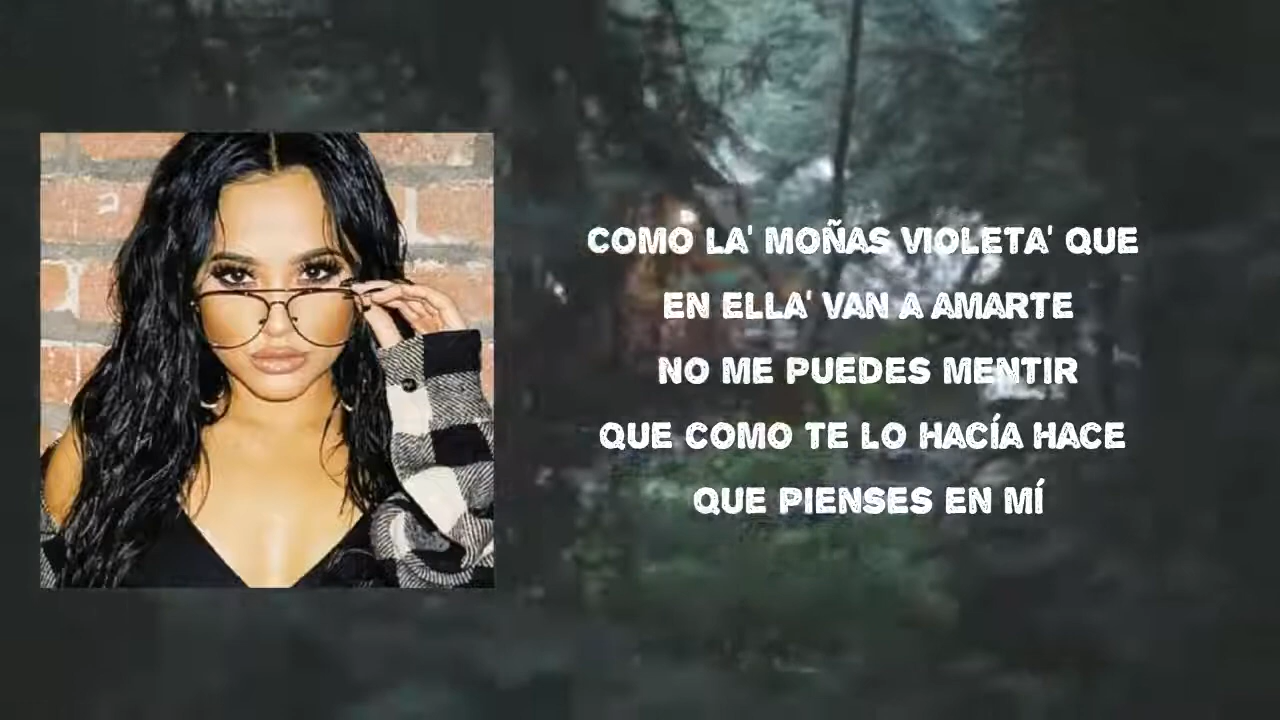 COMO LA' MOÑAS VIOLETA' QUE
EN ELLA' VAN A AMARTE
NO ME PUEDES MENTIR
QUE COMO TE LO HACÍA HACE
QUE PIENSES EN MÍ